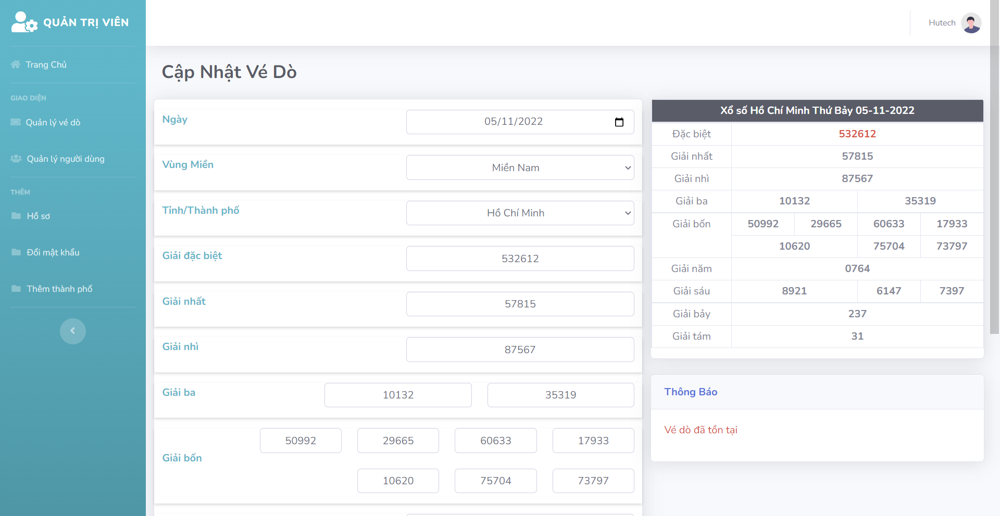 QUẢN TRỊ VIÊN
Trang Chủ
GIAO DIỆN
Quản lý vé dò
Quản lý người dùng
THÊM
Hồ sơ
Đổi mật khẩu
Thêm thành phố
Hutech
Cập Nhật Vé Dò
Ngày
05/11/2022
Vùng Miền
Miền Nam
Tỉnh/Thành phố
Hồ Chí Minh
Giải đặc biệt
532612
Giải nhất
57815
Giải nhì
87567
Giải ba
10132 35319
50992 29665 60633 17933
Giải bốn
10620 75704 73797
Xổ số Hồ Chí Minh Thứ Bảy 05-11-2022
Đặc biệt 532612
Giải nhất 57815
Giải nhì 87567
Giải ba 10132 35319
Giải bốn 50992 29665 60633 17933
10620 75704 73797
Giải năm 0764
Giải sáu 8921 6147 7397
Giải bảy 237
Giải tám 31
Thông Báo
Vé dò đã tồn tại